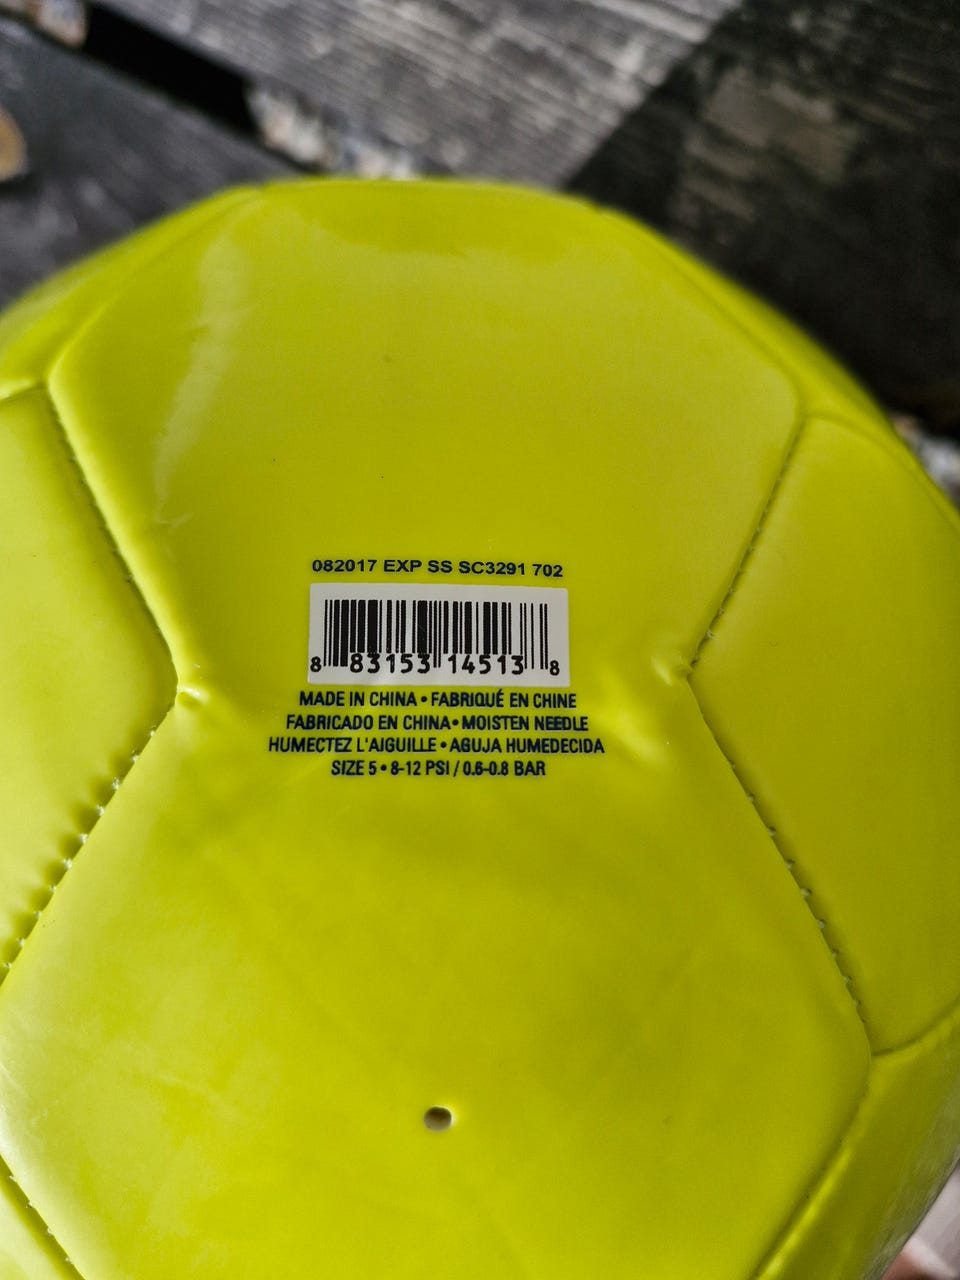 082017 EXP SS SC3291 702
8 83153 14513 8
MADE IN CHINA • FABRIQUÉ EN CHINE
FABRICADO EN CHINA • MOISTEN NEEDLE
HUMECTEZ L'AIGUILLE • AGUJA HUMEDECIDA
SIZE 5 • 8-12 PSI / 0.6-0.8 BAR